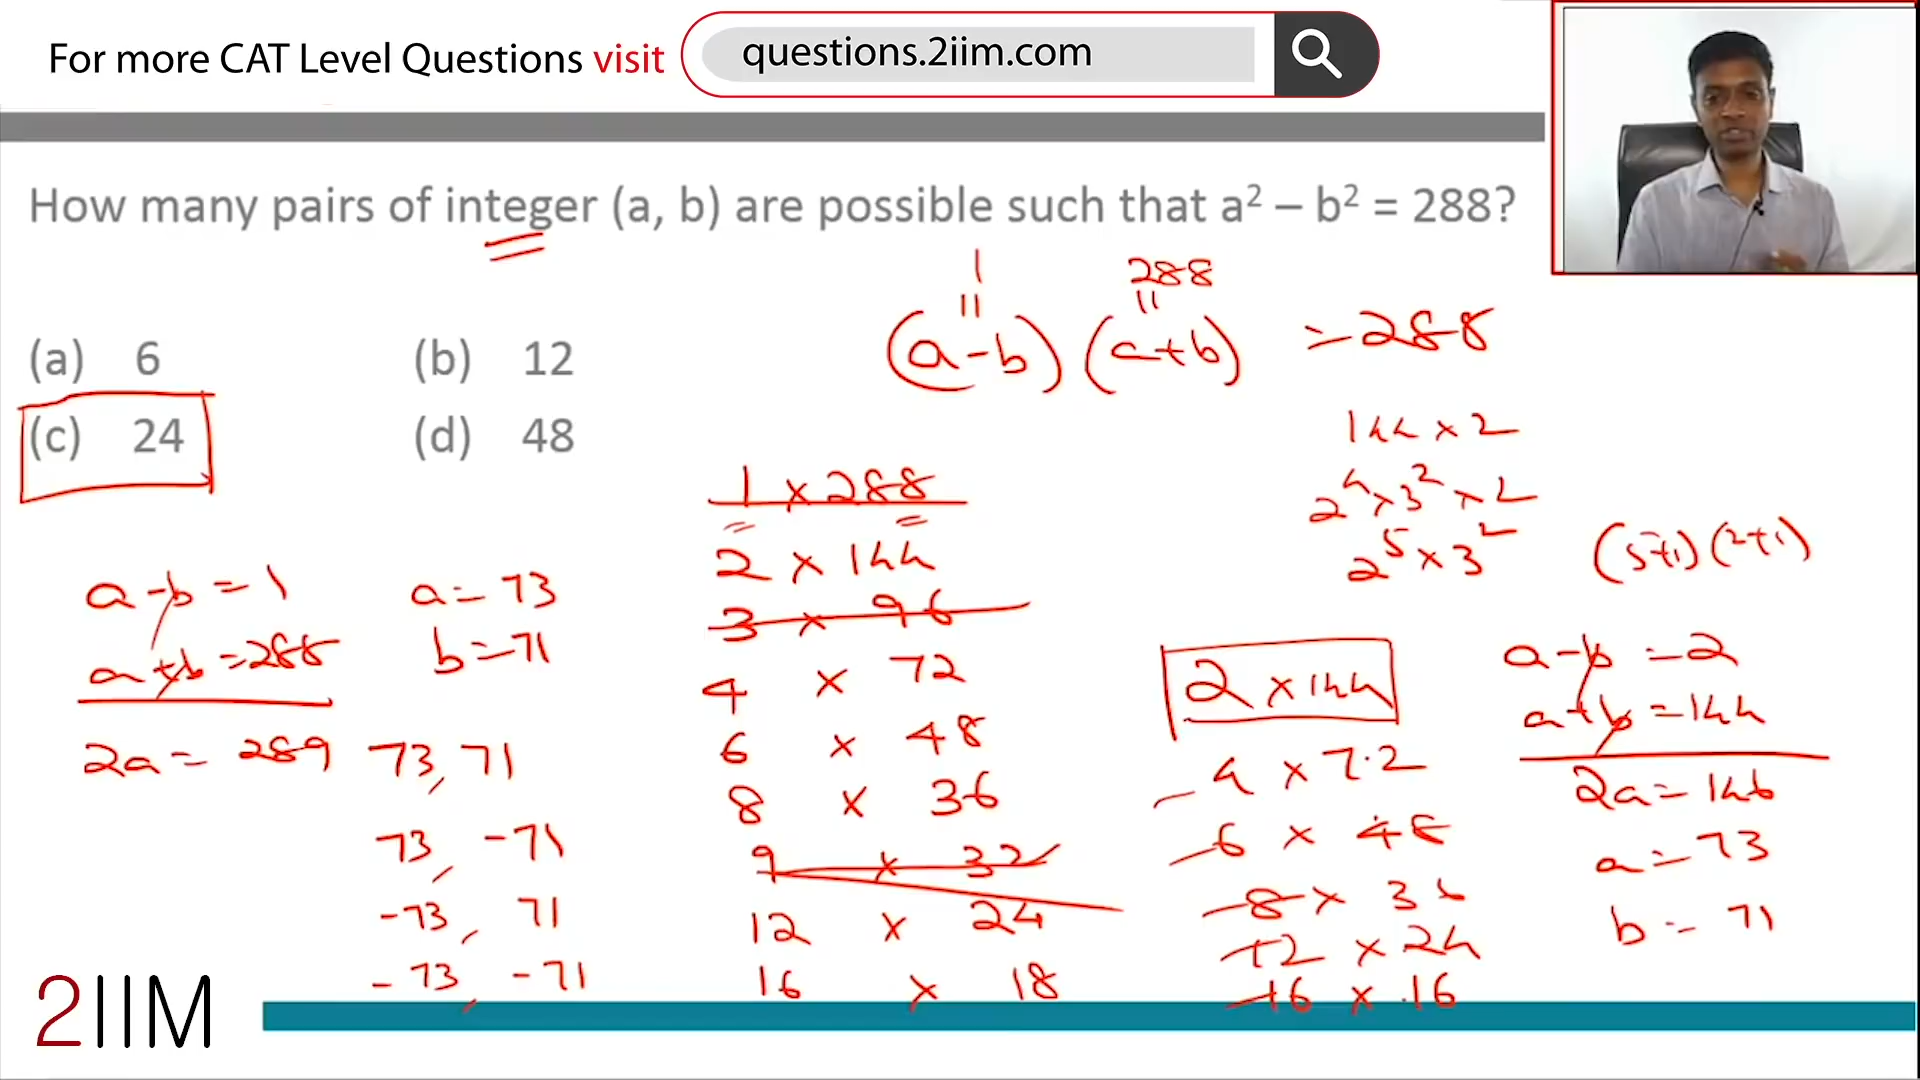 For more CAT Level Questions visit questions.2iim.com
How many pairs of integer (a, b) are possible such that a² – b² = 288?
(a) 6
(b) 12
(c) 24
(d) 48
1 288
= =
(a-b) (a+b) = 288
144 x 2
2⁴ x 3² x 2
2⁵ x 3²
(5+1) (2+1)
1 x 288
2 x 144
3 x 96
4 x 72
6 x 48
8 x 36
9 x 32
12 x 24
16 x 18
a-b = 1
a+b = 288
2a = 289
a = 73
b = 71
73, 71
73, -71
-73, 71
-73, -71
2 x 144
4 x 7.2
6 x 48
8 x 36
12 x 24
16 x 16
a-b = 2
a+b = 144
2a = 146
a = 73
b = 71
2IIM